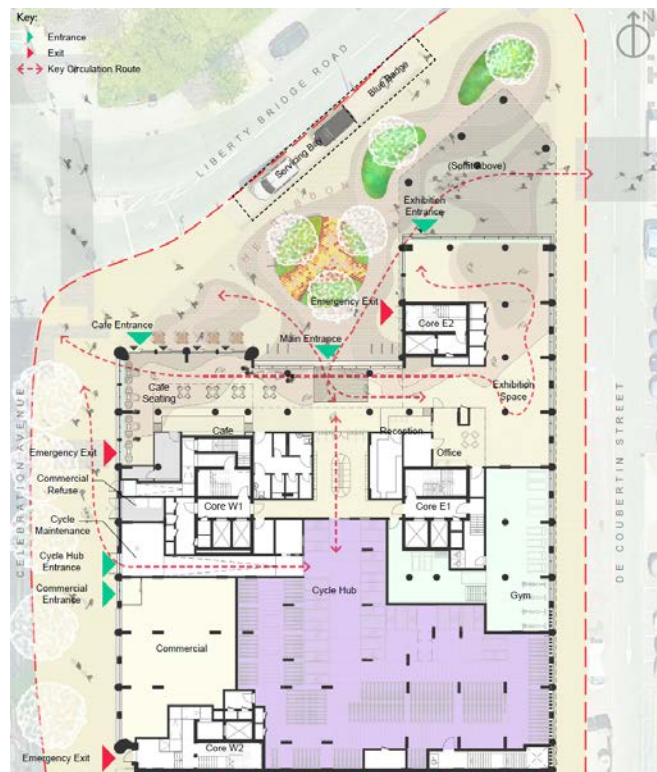 Key:
Entrance
Exit
Key Circulation Route
N
LIBERTY BRIDGE ROAD
Blue Badge
Servicing Bay
(Soffit above)
THE RIBBON
Exhibition
Entrance
Emergency Exit
Core E2
Cafe Entrance
Main Entrance
Cafe
Seating
Exhibition
Space
Cafe
Reception
Office
CELEBRATION AVENUE
DE COUBERTIN STREET
Emergency Exit
Commercial
Refuse
Core W1
Core E1
Cycle
Maintenance
Cycle Hub
Entrance
Commercial
Entrance
Cycle Hub
Gym
Commercial
Core W2
Emergency Exit